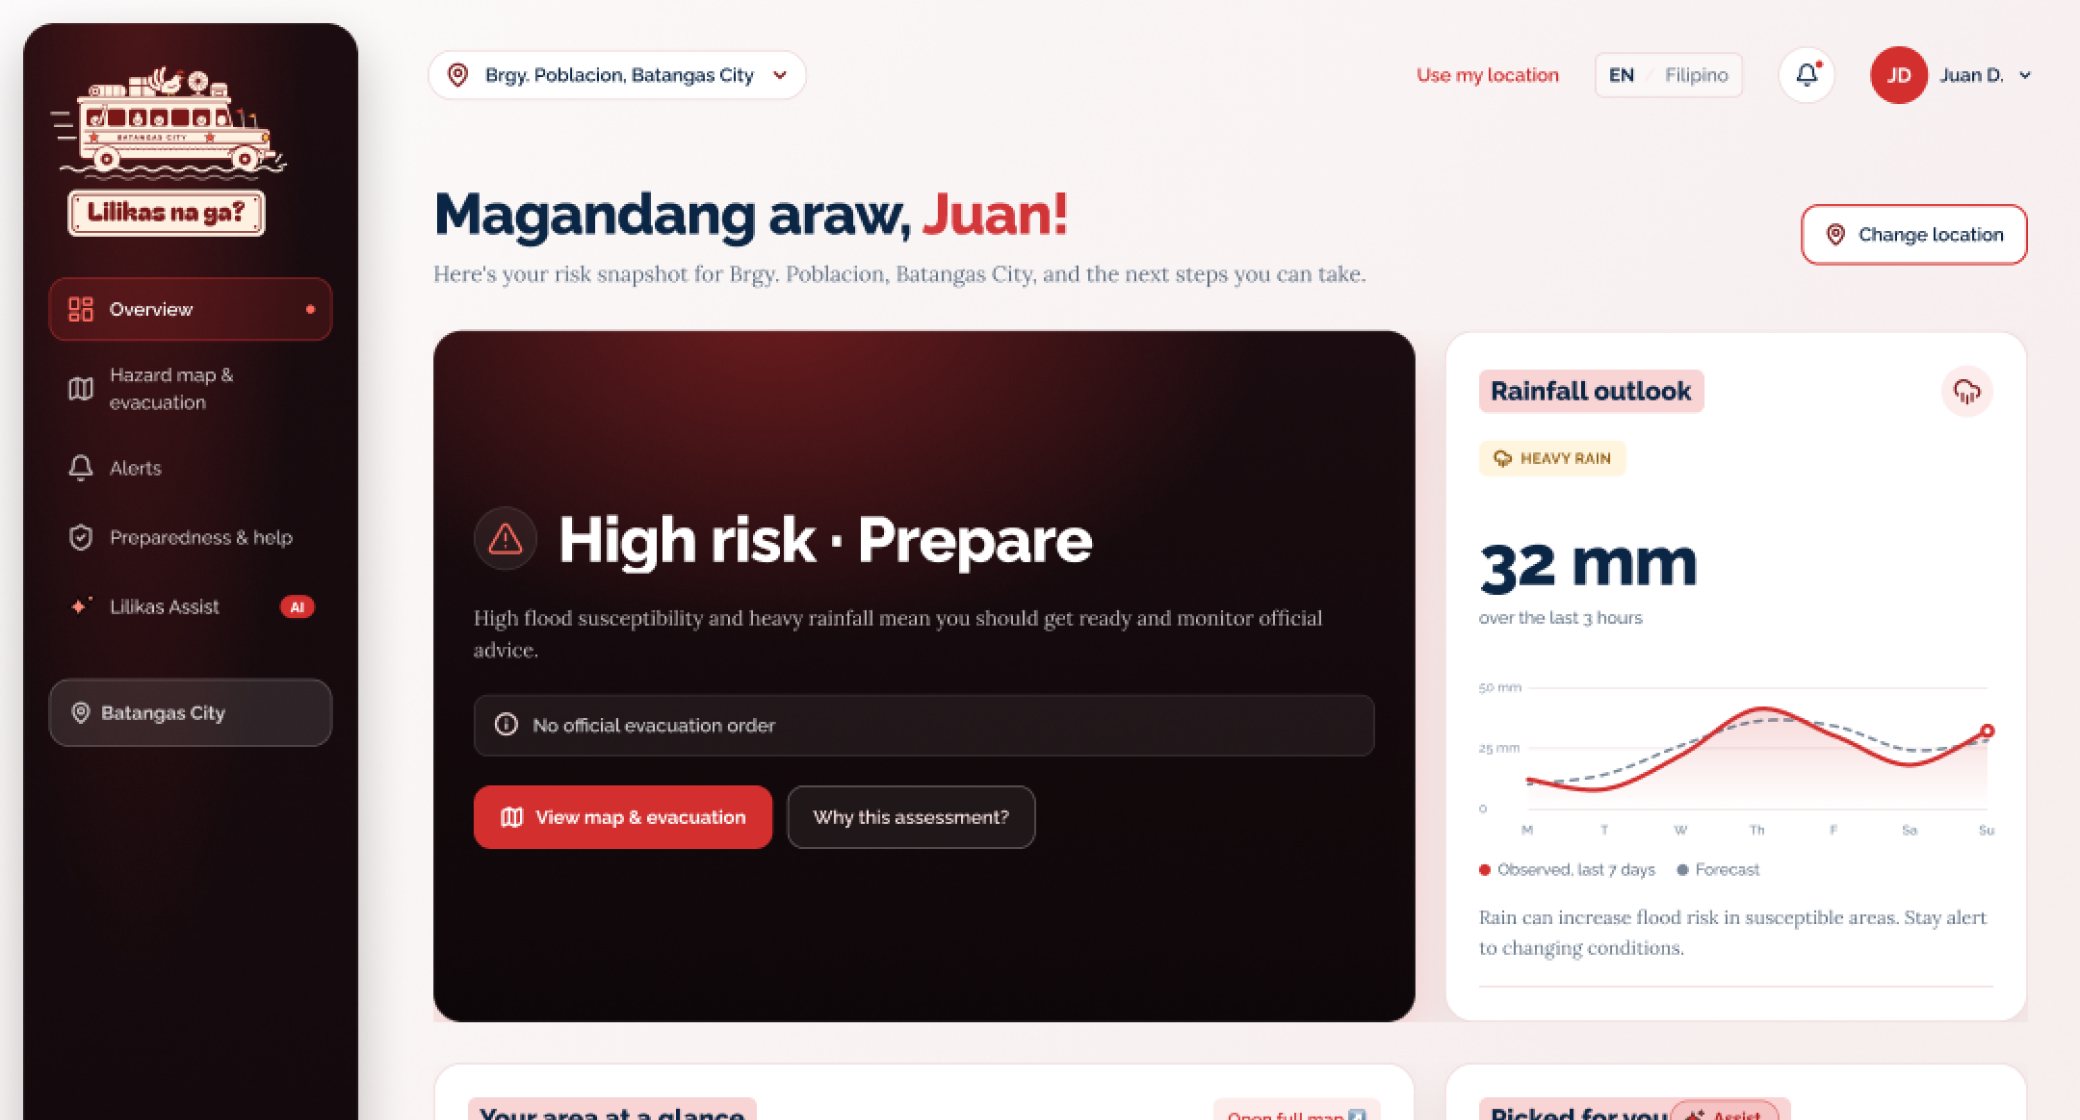 BATANGAS CITY
Lilikas na ga?
Overview
Hazard map &
evacuation
Alerts
Preparedness & help
Lilikas Assist AI
Batangas City
Brgy. Poblacion, Batangas City
Use my location
EN / Filipino
JD Juan D.
Magandang araw, Juan!
Here's your risk snapshot for Brgy. Poblacion, Batangas City, and the next steps you can take.
Change location
High risk · Prepare
High flood susceptibility and heavy rainfall mean you should get ready and monitor official
advice.
No official evacuation order
View map & evacuation
Why this assessment?
Rainfall outlook
HEAVY RAIN
32 mm
over the last 3 hours
50 mm
25 mm
0
M T W Th F Sa Su
Observed, last 7 days
Forecast
Rain can increase flood risk in susceptible areas. Stay alert
to changing conditions.
Your area at a glance
Open full map
Picked for you
Assist